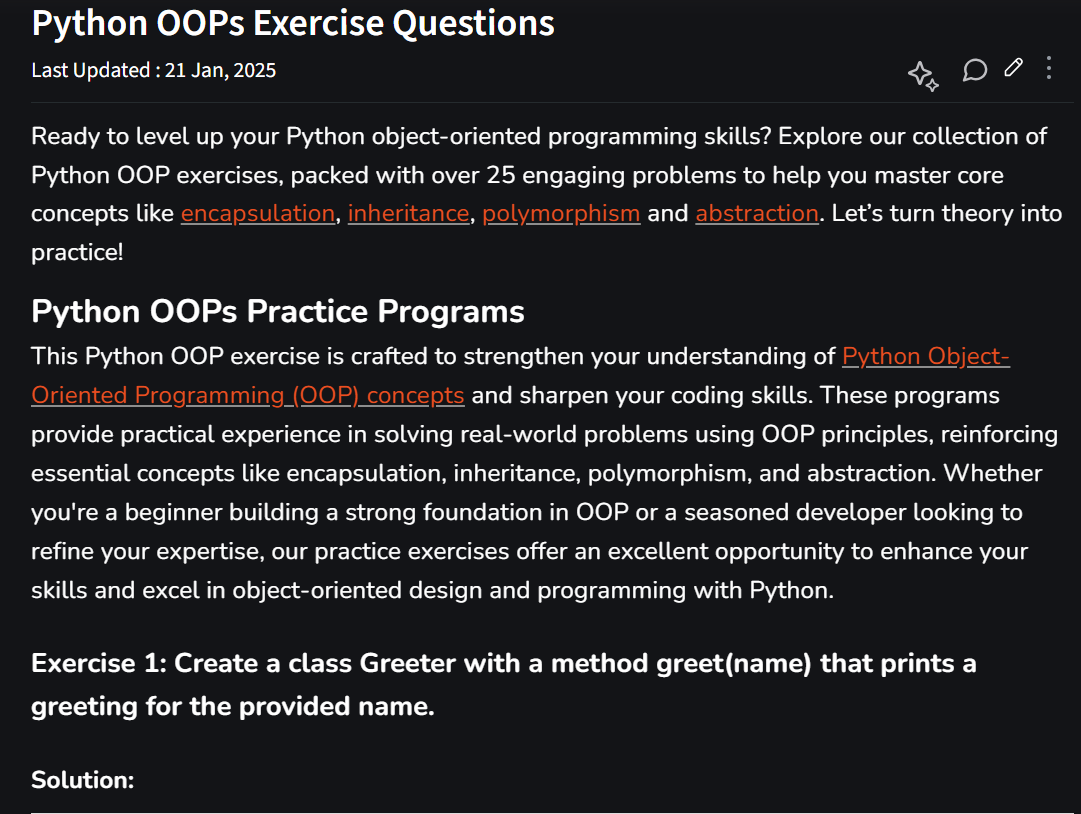 Python OOPs Exercise Questions
Last Updated : 21 Jan, 2025
Ready to level up your Python object-oriented programming skills? Explore our collection of
Python OOP exercises, packed with over 25 engaging problems to help you master core
concepts like encapsulation, inheritance, polymorphism and abstraction. Let’s turn theory into
practice!
Python OOPs Practice Programs
This Python OOP exercise is crafted to strengthen your understanding of Python Object-
Oriented Programming (OOP) concepts and sharpen your coding skills. These programs
provide practical experience in solving real-world problems using OOP principles, reinforcing
essential concepts like encapsulation, inheritance, polymorphism, and abstraction. Whether
you're a beginner building a strong foundation in OOP or a seasoned developer looking to
refine your expertise, our practice exercises offer an excellent opportunity to enhance your
skills and excel in object-oriented design and programming with Python.
Exercise 1: Create a class Greeter with a method greet(name) that prints a
greeting for the provided name.
Solution: